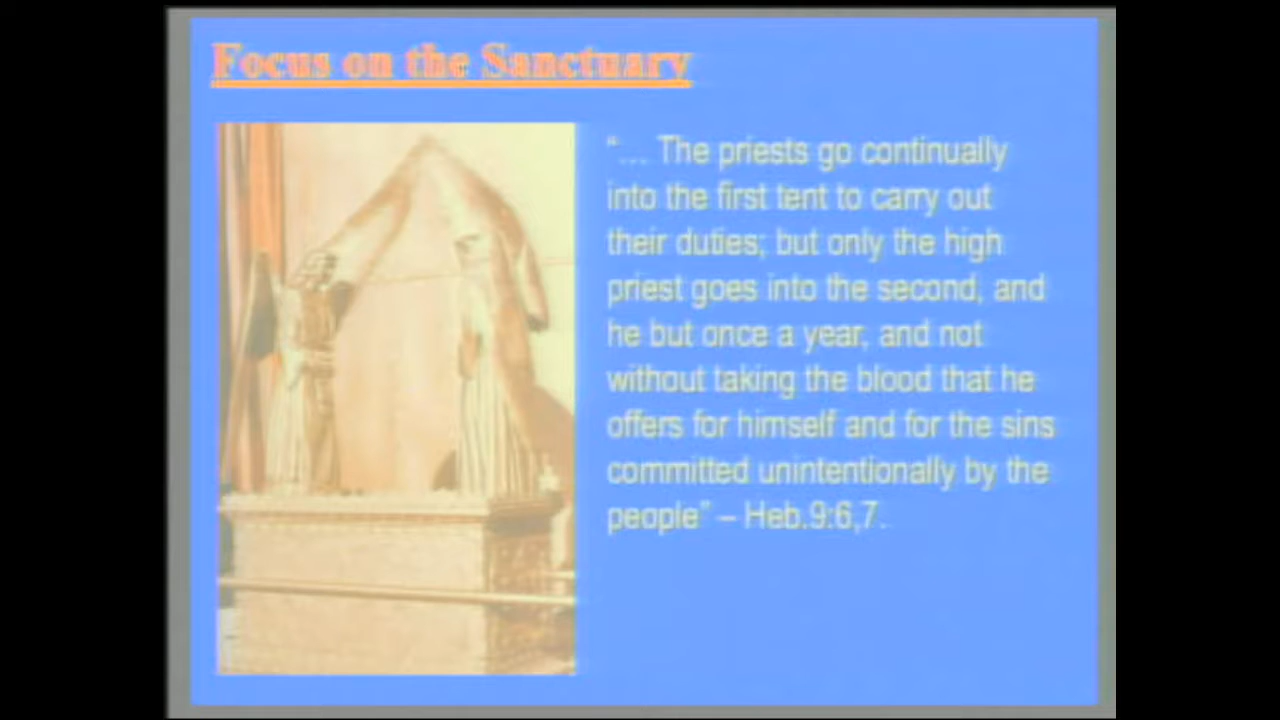 Focus on the Sanctuary
"... The priests go continually
into the first tent to carry out
their duties; but only the high
priest goes into the second, and
he but once a year, and not
without taking the blood that he
offers for himself and for the sins
committed unintentionally by the
people" – Heb.9:6,7.